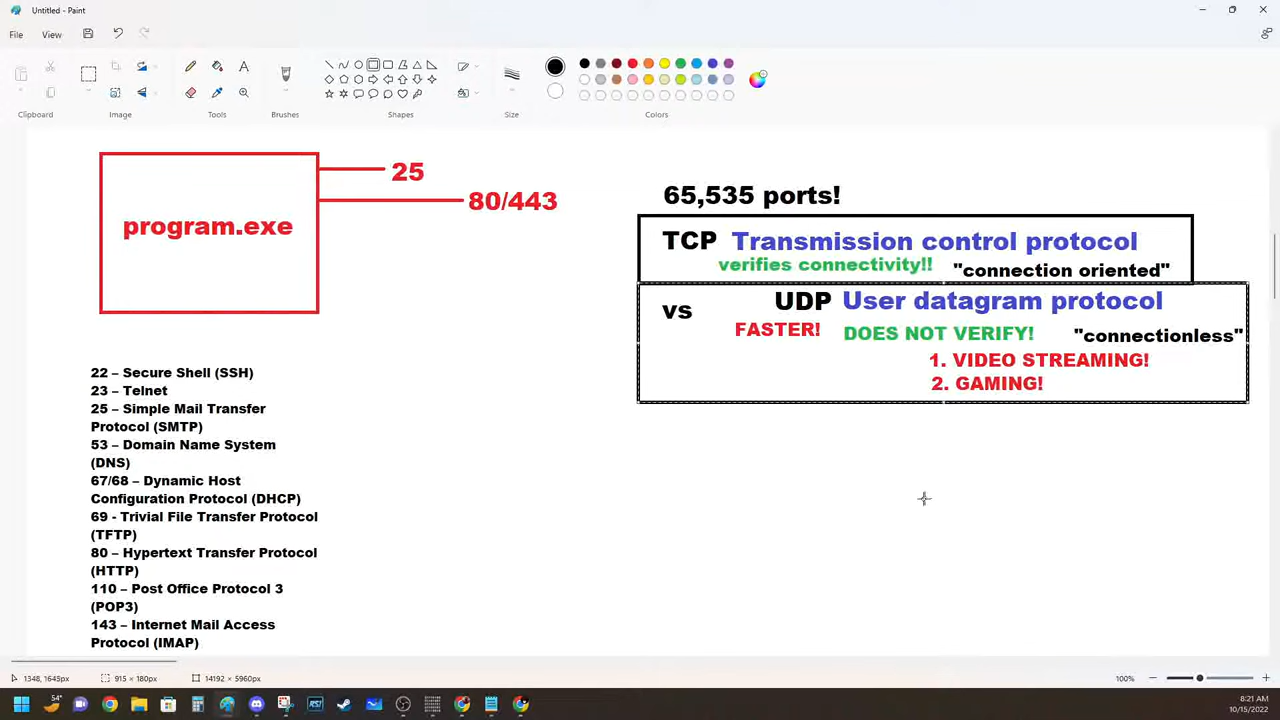 Untitled - Paint
File
View
Clipboard
Image
Tools
Brushes
Shapes
Size
Colors
program.exe
25
80/443
65,535 ports!
TCP Transmission control protocol
verifies connectivity!! "connection oriented"
vs UDP User datagram protocol
FASTER! DOES NOT VERIFY! "connectionless"
1. VIDEO STREAMING!
2. GAMING!
22 – Secure Shell (SSH)
23 – Telnet
25 – Simple Mail Transfer
Protocol (SMTP)
53 – Domain Name System
(DNS)
67/68 – Dynamic Host
Configuration Protocol (DHCP)
69 - Trivial File Transfer Protocol
(TFTP)
80 – Hypertext Transfer Protocol
(HTTP)
110 – Post Office Protocol 3
(POP3)
143 – Internet Mail Access
Protocol (IMAP)
1348, 1645px
915 × 180px
14192 × 5960px
100%
54°
RSI
8:21 AM
10/15/2022